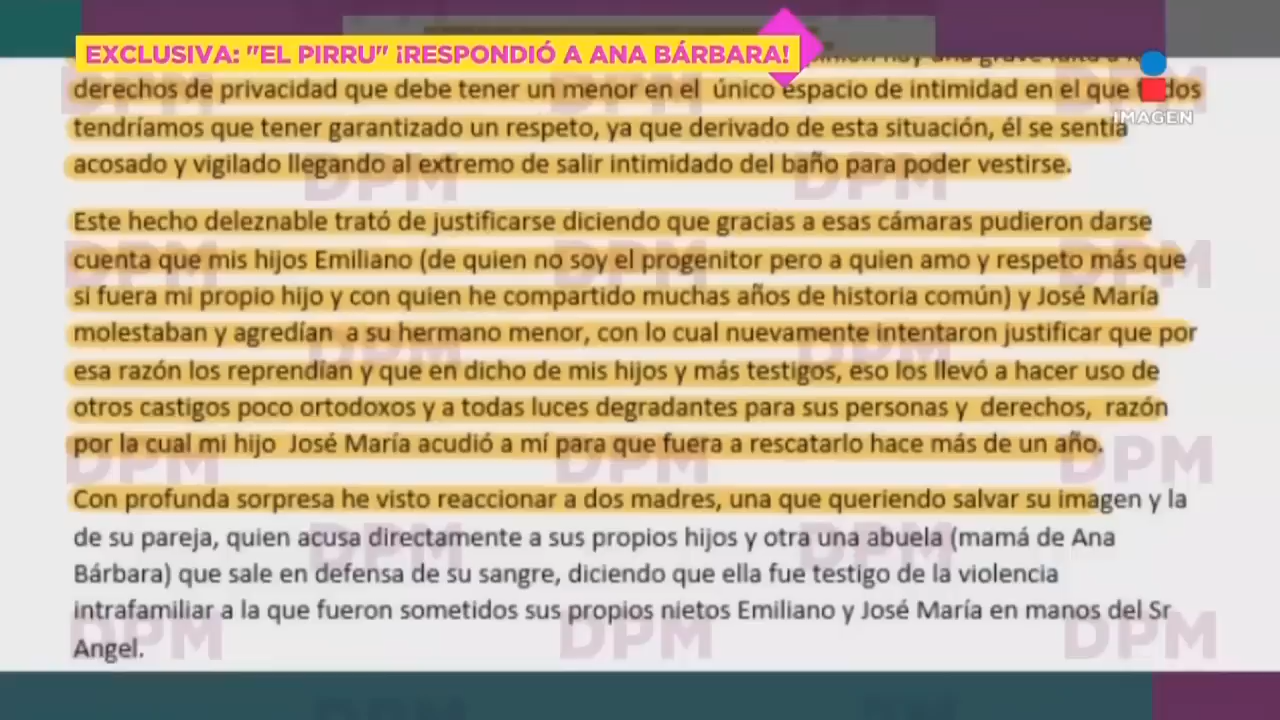 EXCLUSIVA: "EL PIRRU" ¡RESPONDIÓ A ANA BÁRBARA!
IMAGEN
derechos de privacidad que debe tener un menor en el único espacio de intimidad en el que
tendríamos que tener garantizado un respeto, ya que derivado de esta situación, él se sentía
acosado y vigilado llegando al extremo de salir intimidado del baño para poder vestirse.
Este hecho deleznable trató de justificarse diciendo que gracias a esas cámaras pudieron darse
cuenta que mis hijos Emiliano (de quien no soy el progenitor pero a quien amo y respeto más que
si fuera mi propio hijo y con quien he compartido muchas años de historia común) y José María
molestaban y agredían a su hermano menor, con lo cual nuevamente intentaron justificar que por
esa razón los reprendían y que en dicho de mis hijos y más testigos, eso los llevó a hacer uso de
otros castigos poco ortodoxos y a todas luces degradantes para sus personas y derechos, razón
por la cual mi hijo José María acudió a mí para que fuera a rescatarlo hace más de un año.
Con profunda sorpresa he visto reaccionar a dos madres, una que queriendo salvar su imagen y la
de su pareja, quien acusa directamente a sus propios hijos y otra una abuela (mamá de Ana
Bárbara) que sale en defensa de su sangre, diciendo que ella fue testigo de la violencia
intrafamiliar a la que fueron sometidos sus propios nietos Emiliano y José María en manos del Sr
Angel.
DPM